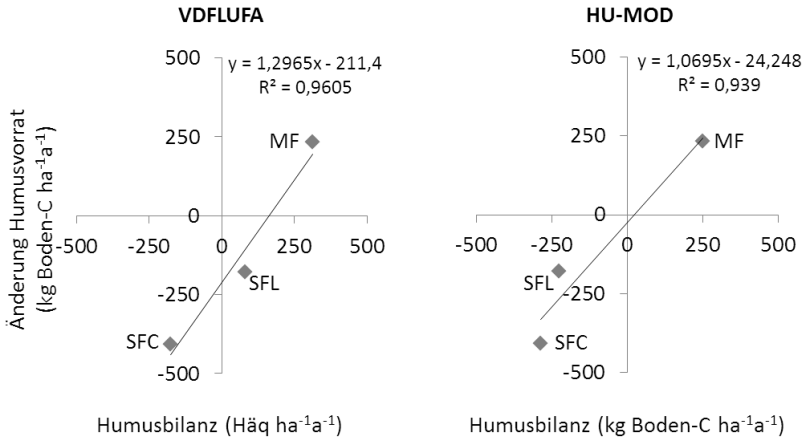 VDFLUFA
y = 1,2965x - 211,4
R² = 0,9605
Änderung Humusvorrat
(kg Boden-C ha⁻¹a⁻¹)
500
250
0
-250
-500
-500
-250
0
250
500
MF
SFL
SFC
Humusbilanz (Häq ha⁻¹a⁻¹)
HU-MOD
y = 1,0695x - 24,248
R² = 0,939
500
250
0
-250
-500
-500
-250
0
250
500
MF
SFL
SFC
Humusbilanz (kg Boden-C ha⁻¹a⁻¹)